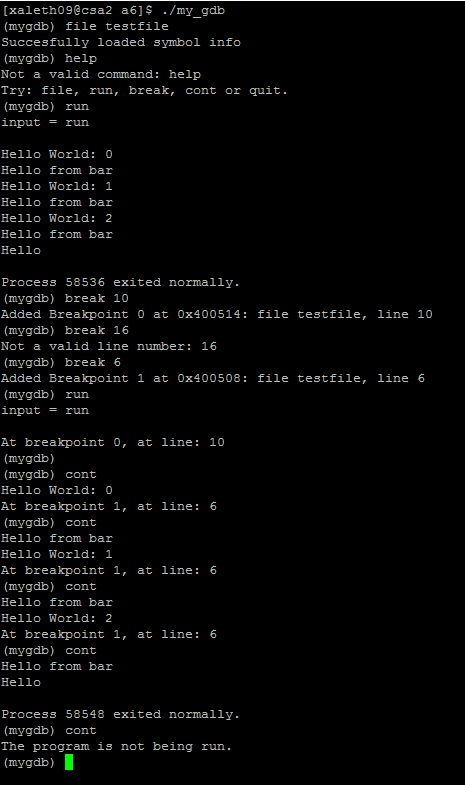 [xaleth09@csa2 a6]$ ./my_gdb
(mygdb) file testfile
Succesfully loaded symbol info
(mygdb) help
Not a valid command: help
Try: file, run, break, cont or quit.
(mygdb) run
input = run
Hello World: 0
Hello from bar
Hello World: 1
Hello from bar
Hello World: 2
Hello from bar
Hello
Process 58536 exited normally.
(mygdb) break 10
Added Breakpoint 0 at 0x400514: file testfile, line 10
(mygdb) break 16
Not a valid line number: 16
(mygdb) break 6
Added Breakpoint 1 at 0x400508: file testfile, line 6
(mygdb) run
input = run
At breakpoint 0, at line: 10
(mygdb)
(mygdb) cont
Hello World: 0
At breakpoint 1, at line: 6
(mygdb) cont
Hello from bar
Hello World: 1
At breakpoint 1, at line: 6
(mygdb) cont
Hello from bar
Hello World: 2
At breakpoint 1, at line: 6
(mygdb) cont
Hello from bar
Hello
Process 58548 exited normally.
(mygdb) cont
The program is not being run.
(mygdb)